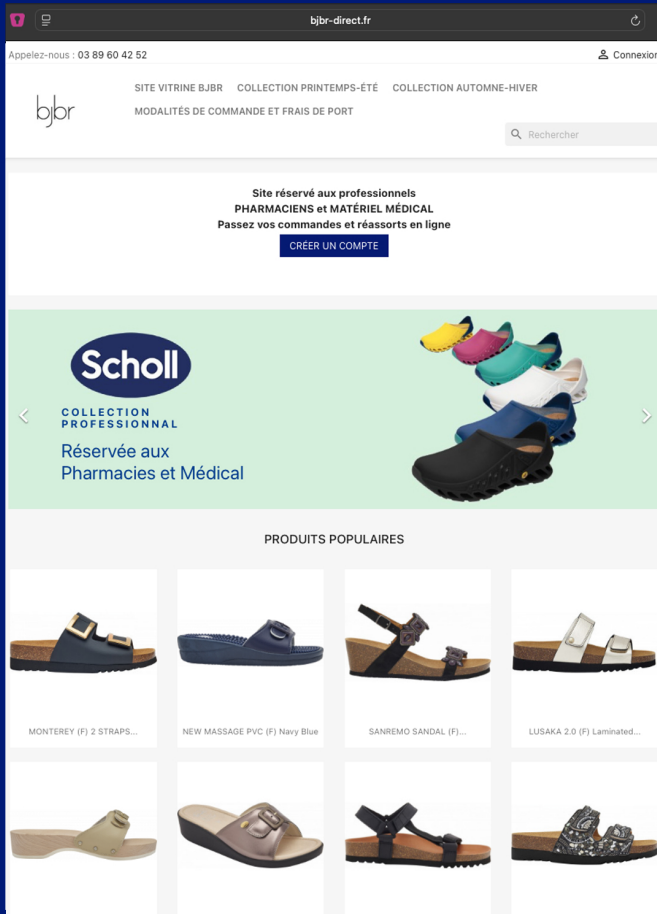 bjbr-direct.fr
Appelez-nous : 03 89 60 42 52
Connexion
bjbr
SITE VITRINE BJBR COLLECTION PRINTEMPS-ÉTÉ COLLECTION AUTOMNE-HIVER
MODALITÉS DE COMMANDE ET FRAIS DE PORT
Rechercher
Site réservé aux professionnels
PHARMACIENS et MATÉRIEL MÉDICAL
Passez vos commandes et réassorts en ligne
CRÉER UN COMPTE
Scholl
COLLECTION
PROFESSIONNAL
Réservée aux
Pharmacies et Médical
PRODUITS POPULAIRES
MONTEREY (F) 2 STRAPS...
NEW MASSAGE PVC (F) Navy Blue
SANREMO SANDAL (F)...
LUSAKA 2.0 (F) Laminated...